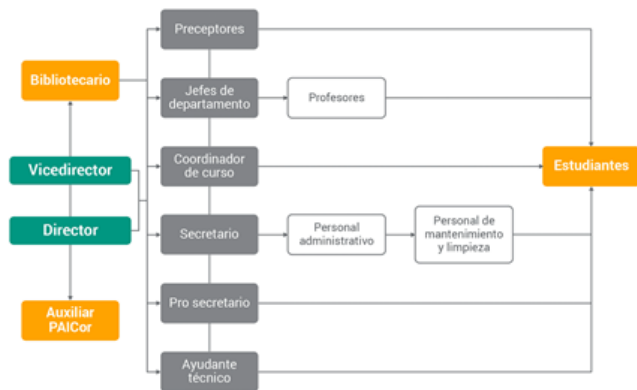 Preceptores
Bibliotecario
Jefes de
departamento
Profesores
Vicedirector
Coordinador
de curso
Estudiantes
Director
Secretario
Personal
administrativo
Personal de
mantenimiento
y limpieza
Auxiliar
PAICor
Pro secretario
Ayudante
técnico